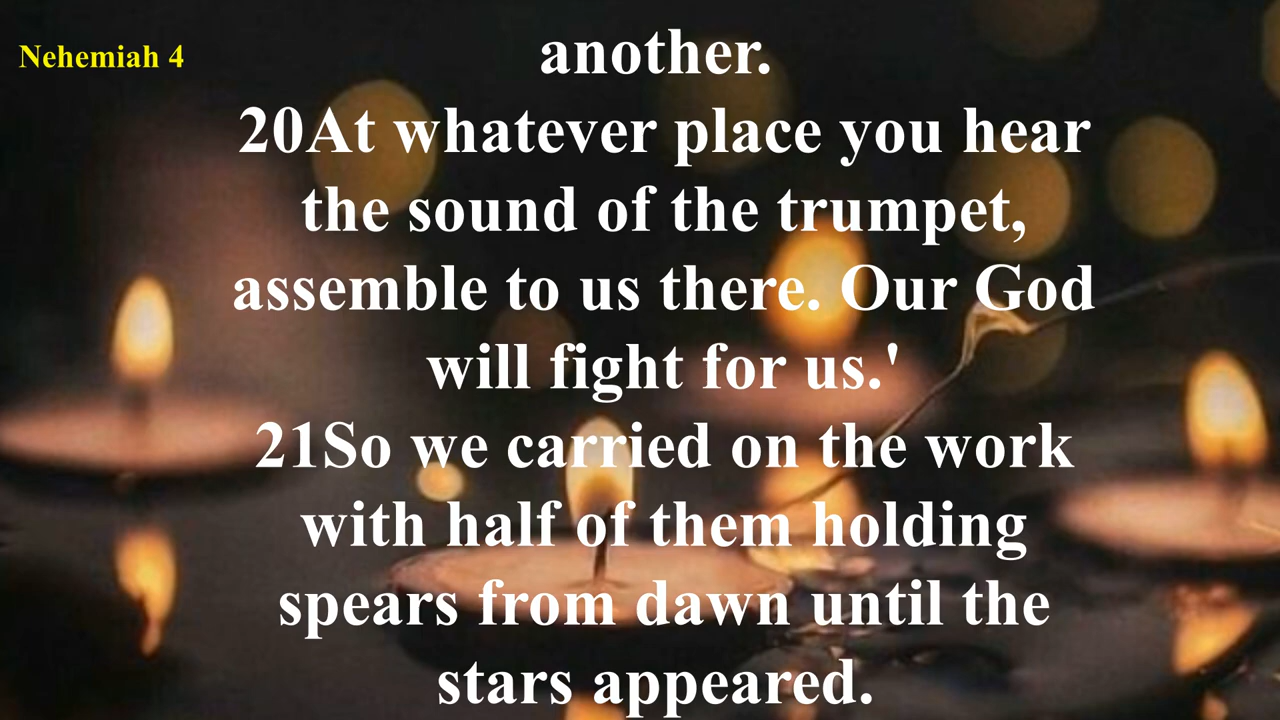 Nehemiah 4
another.
20At whatever place you hear
the sound of the trumpet,
assemble to us there. Our God
will fight for us.'
21So we carried on the work
with half of them holding
spears from dawn until the
stars appeared.